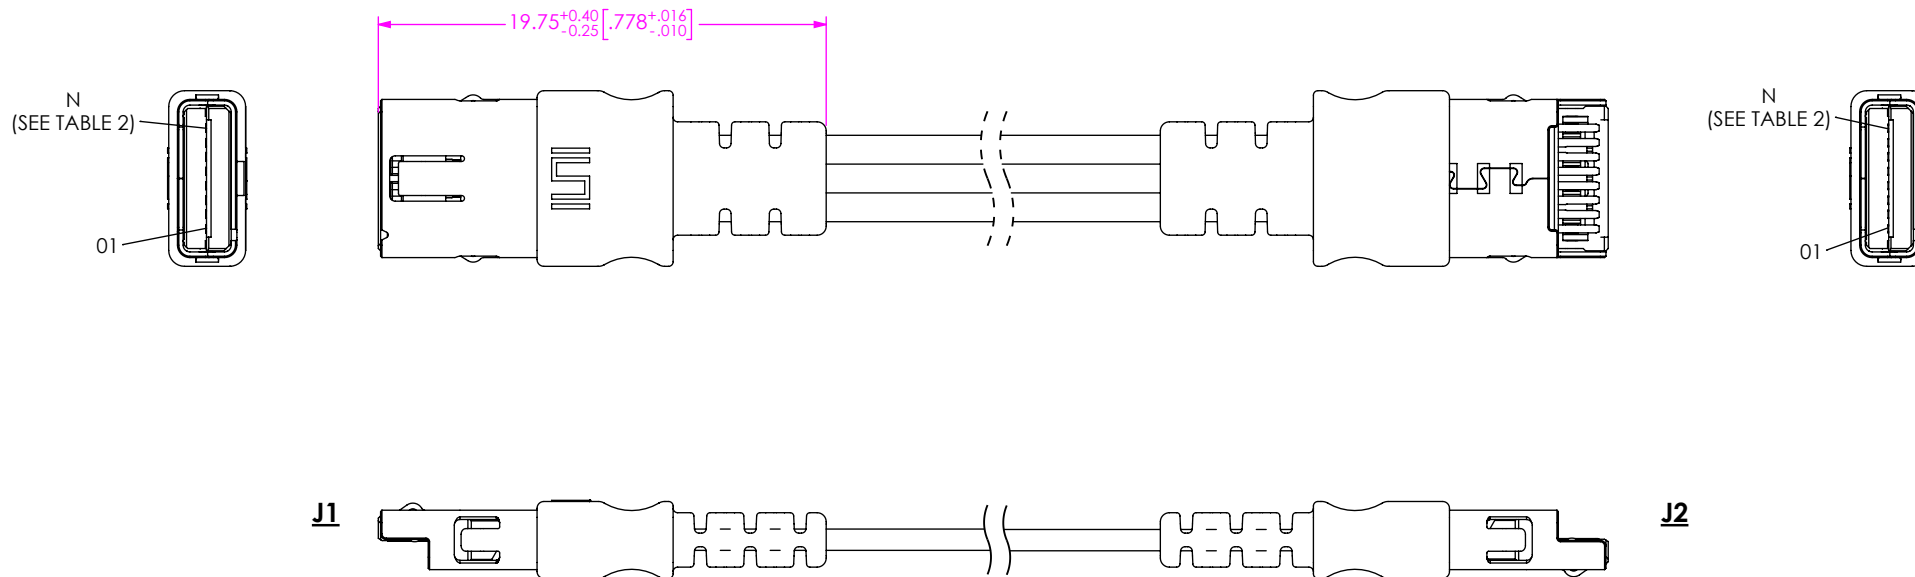 19.75+0.40-0.25[.778+.016-.010]
N
(SEE TABLE 2)
01
N
(SEE TABLE 2)
01
J1
J2